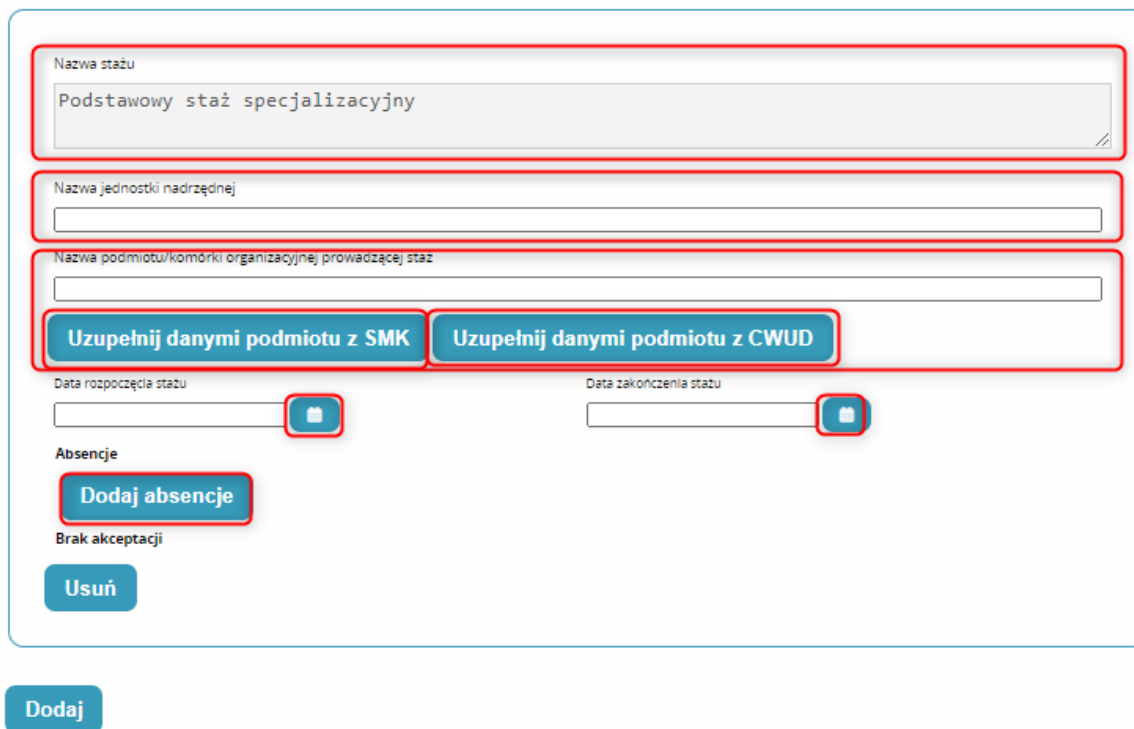 Nazwa stażu
Podstawowy staż specjalizacyjny
Nazwa jednostki nadrzędnej
Nazwa podmiotu/komórki organizacyjnej prowadzącej staż
Uzupełnij danymi podmiotu z SMK Uzupełnij danymi podmiotu z CWUD
Data rozpoczęcia stażu Data zakończenia stażu
Absencje
Dodaj absencje
Brak akceptacji
Usuń
Dodaj